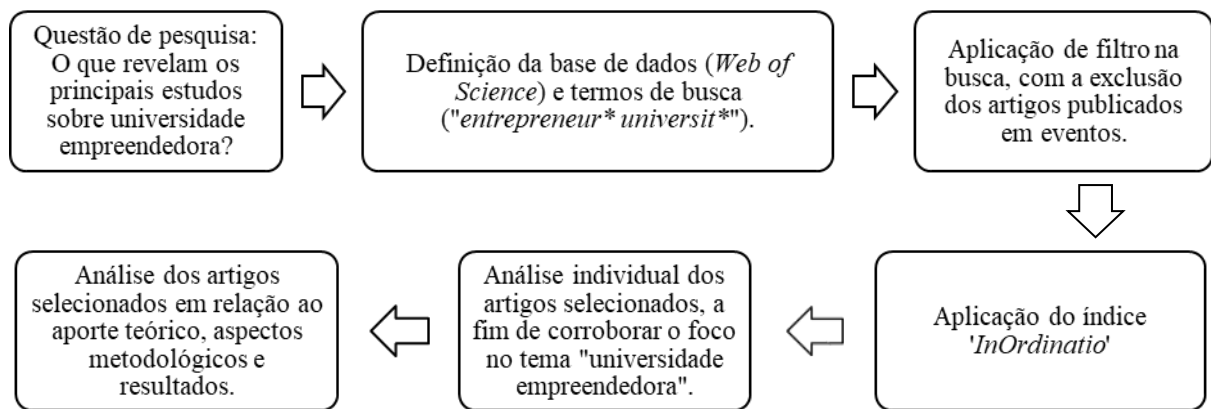 Questão de pesquisa:
O que revelam os
principais estudos
sobre universidade
empreendedora?
Definição da base de dados (Web of
Science) e termos de busca
("entrepreneur* universit*").
Aplicação de filtro na
busca, com a exclusão
dos artigos publicados
em eventos.
Aplicação do índice
'InOrdinatio'
Análise individual dos
artigos selecionados, a
fim de corroborar o foco
no tema "universidade
empreendedora".
Análise dos artigos
selecionados em relação ao
aporte teórico, aspectos
metodológicos e
resultados.